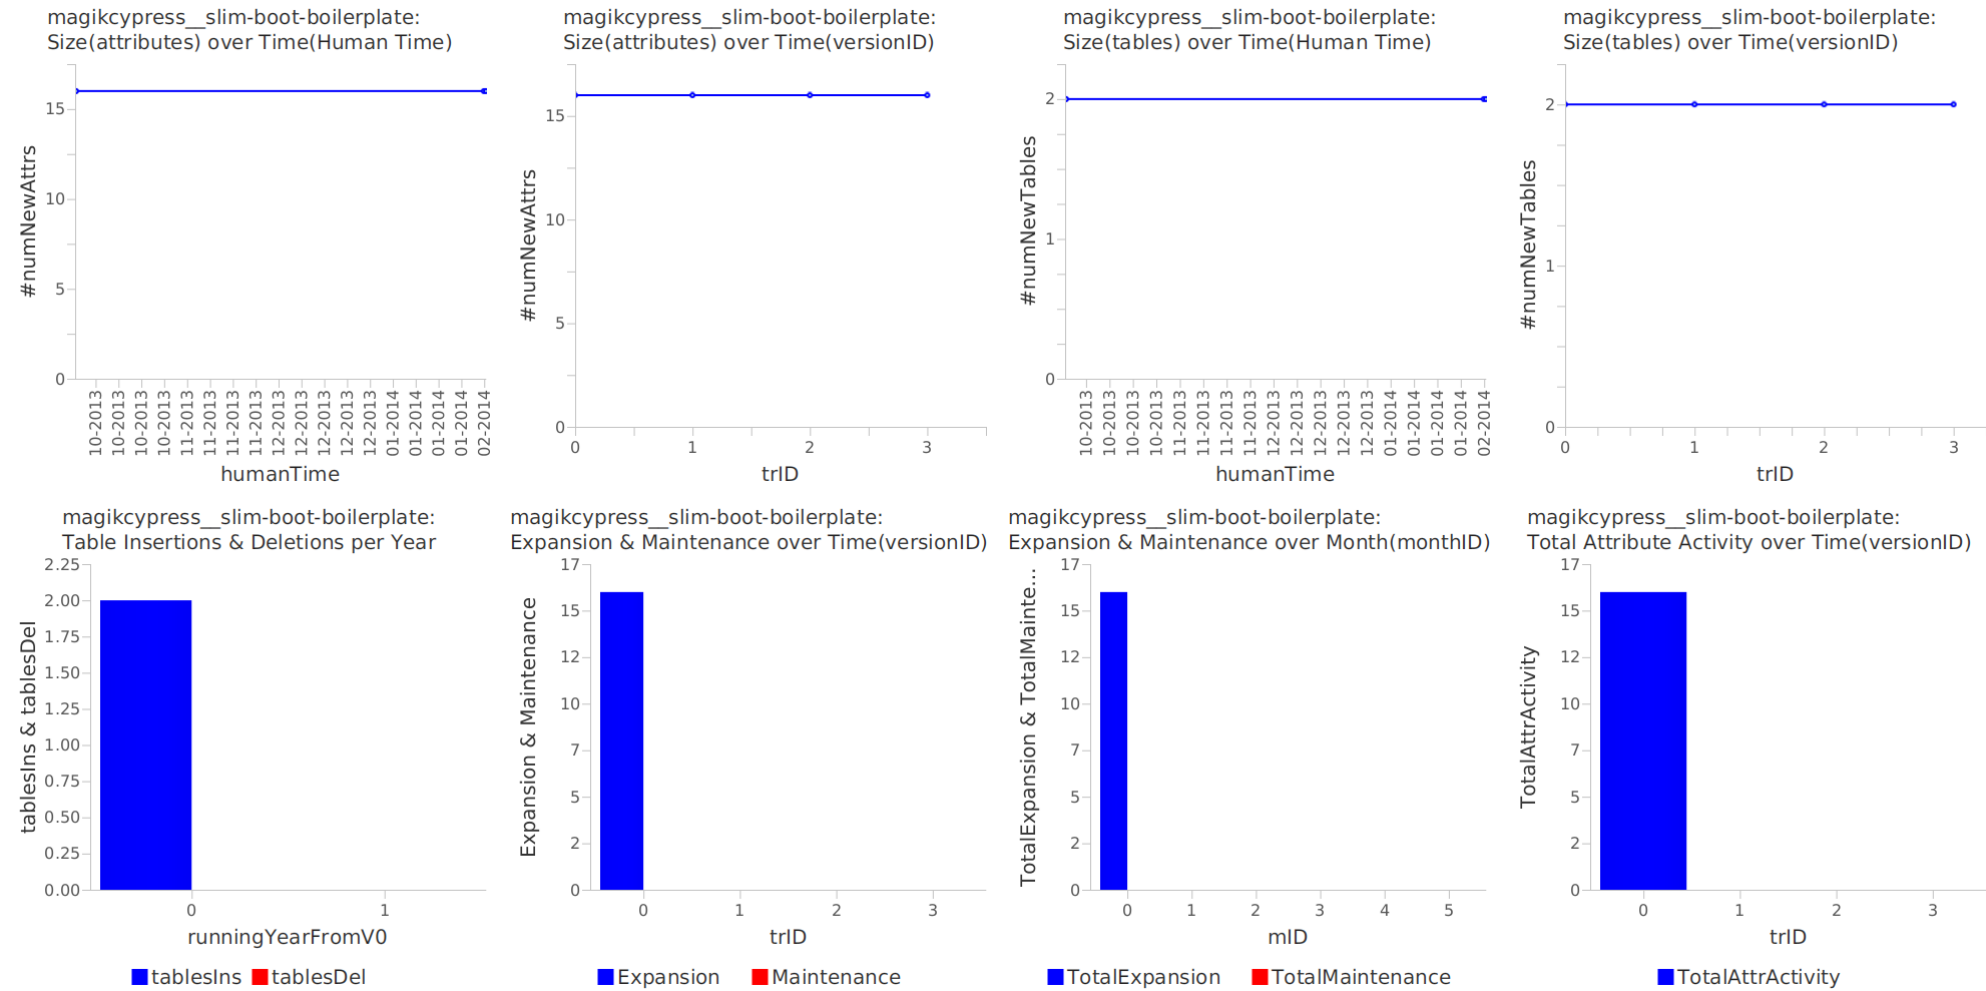 magikcypress__slim-boot-boilerplate:
Size(attributes) over Time(Human Time)
#numNewAttrs
15
10
5
0
10-2013
10-2013
10-2013
10-2013
11-2013
11-2013
11-2013
11-2013
12-2013
12-2013
12-2013
12-2013
12-2013
01-2014
01-2014
01-2014
01-2014
02-2014
humanTime
magikcypress__slim-boot-boilerplate:
Size(attributes) over Time(versionID)
#numNewAttrs
15
10
5
0
0
1
2
3
trID
magikcypress__slim-boot-boilerplate:
Size(tables) over Time(Human Time)
#numNewTables
2
1
0
10-2013
10-2013
10-2013
10-2013
11-2013
11-2013
11-2013
11-2013
12-2013
12-2013
12-2013
12-2013
12-2013
01-2014
01-2014
01-2014
01-2014
02-2014
humanTime
magikcypress__slim-boot-boilerplate:
Size(tables) over Time(versionID)
#numNewTables
2
1
0
0
1
2
3
trID
magikcypress__slim-boot-boilerplate:
Table Insertions & Deletions per Year
tablesIns & tablesDel
2.25
2.00
1.75
1.50
1.25
1.00
0.75
0.50
0.25
0.00
0
1
runningYearFromV0
tablesIns
tablesDel
magikcypress__slim-boot-boilerplate:
Expansion & Maintenance over Time(versionID)
Expansion & Maintenance
17
15
12
10
7
5
2
0
0
1
2
3
trID
Expansion
Maintenance
magikcypress__slim-boot-boilerplate:
Expansion & Maintenance over Month(monthID)
TotalExpansion & TotalMainte...
17
15
12
10
7
5
2
0
0
1
2
3
4
5
mID
TotalExpansion
TotalMaintenance
magikcypress__slim-boot-boilerplate:
Total Attribute Activity over Time(versionID)
TotalAttrActivity
17
15
12
10
7
5
2
0
0
1
2
3
trID
TotalAttrActivity